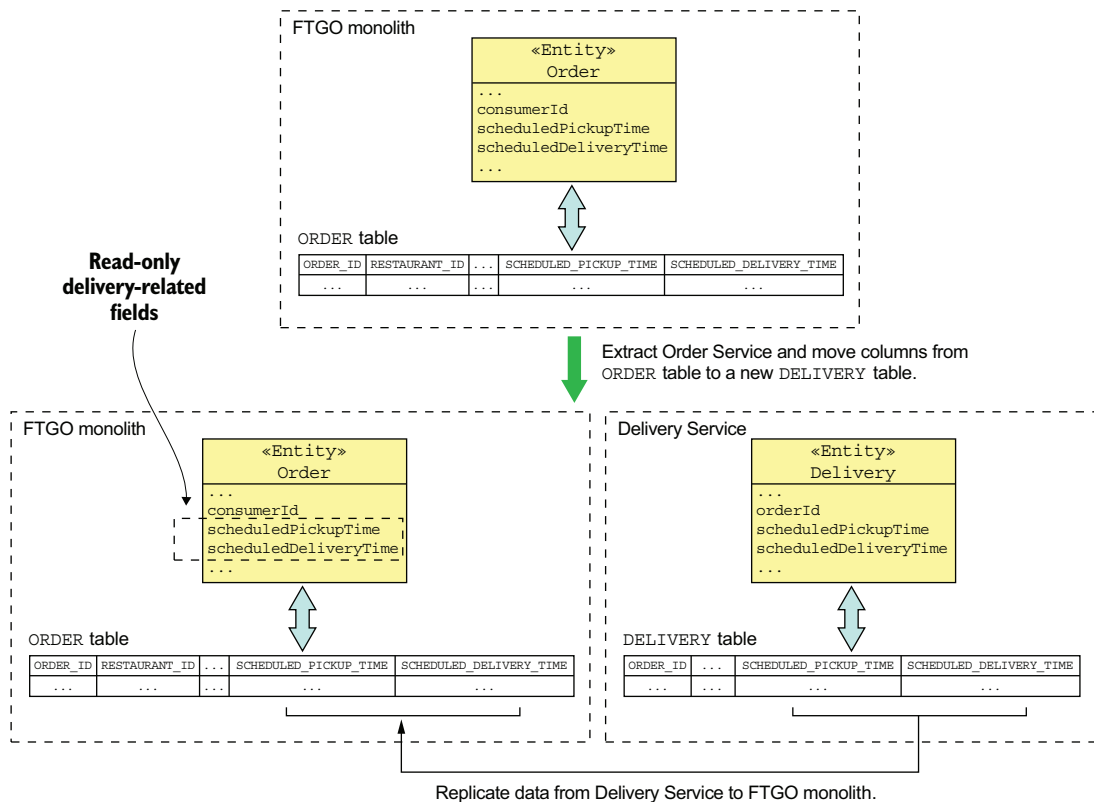 FTGO monolith
«Entity»
Order
...
consumerId
scheduledPickupTime
scheduledDeliveryTime
...
ORDER table
ORDER_ID RESTAURANT_ID ... SCHEDULED_PICKUP_TIME SCHEDULED_DELIVERY_TIME
... ... ... ... ...
Read-only
delivery-related
fields
Extract Order Service and move columns from
ORDER table to a new DELIVERY table.
FTGO monolith
«Entity»
Order
...
consumerId
scheduledPickupTime
scheduledDeliveryTime
...
ORDER table
ORDER_ID RESTAURANT_ID ... SCHEDULED_PICKUP_TIME SCHEDULED_DELIVERY_TIME
... ... ... ... ...
Delivery Service
«Entity»
Delivery
...
orderId
scheduledPickupTime
scheduledDeliveryTime
...
DELIVERY table
ORDER_ID ... SCHEDULED_PICKUP_TIME SCHEDULED_DELIVERY_TIME
... ... ... ...
Replicate data from Delivery Service to FTGO monolith.